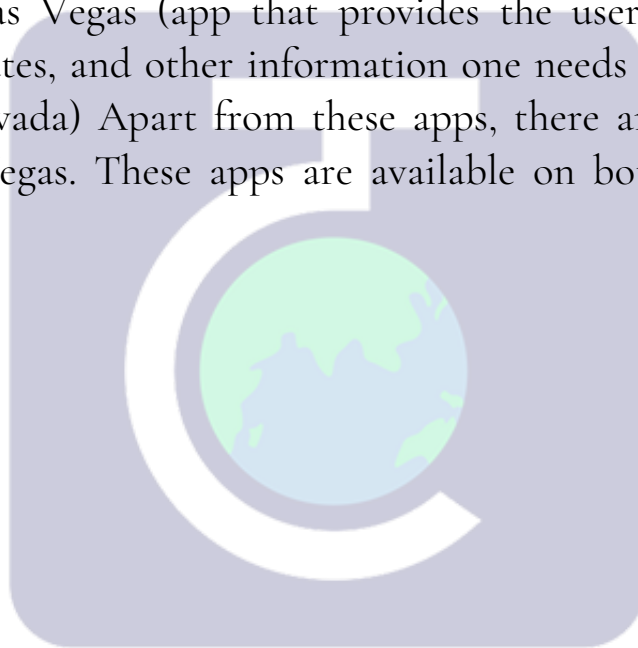 as Vegas (app that provides the user
tes, and other information one needs
vada) Apart from these apps, there a
egas. These apps are available on bo